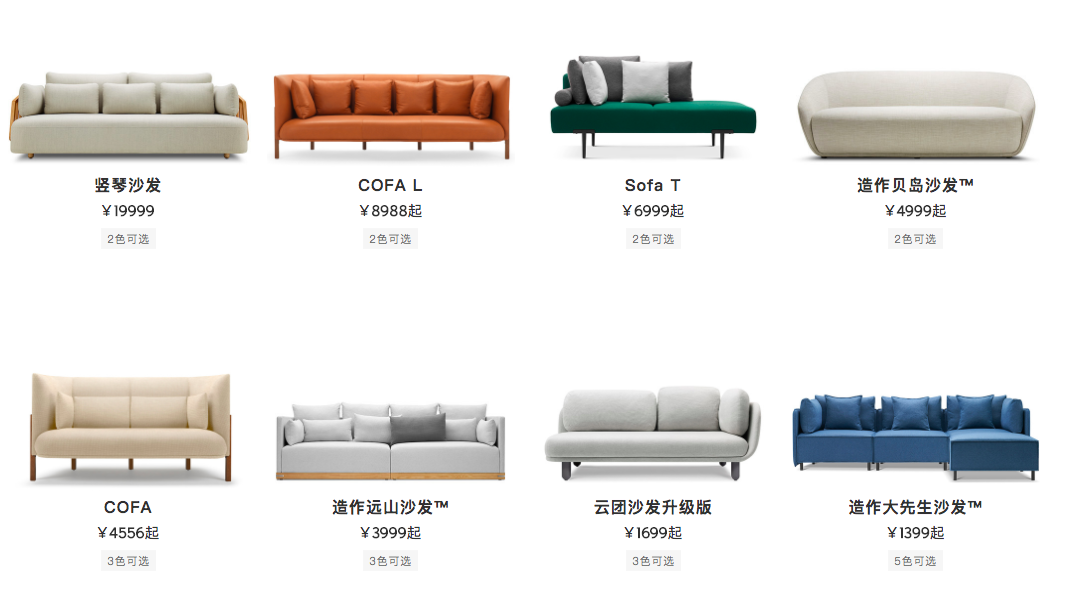 竖琴沙发
￥19999
2色可选
COFA L
￥8988起
2色可选
Sofa T
￥6999起
2色可选
造作贝岛沙发™
￥4999起
2色可选
COFA
￥4556起
3色可选
造作远山沙发™
￥3999起
3色可选
云团沙发升级版
￥1699起
3色可选
造作大先生沙发™
￥1399起
5色可选